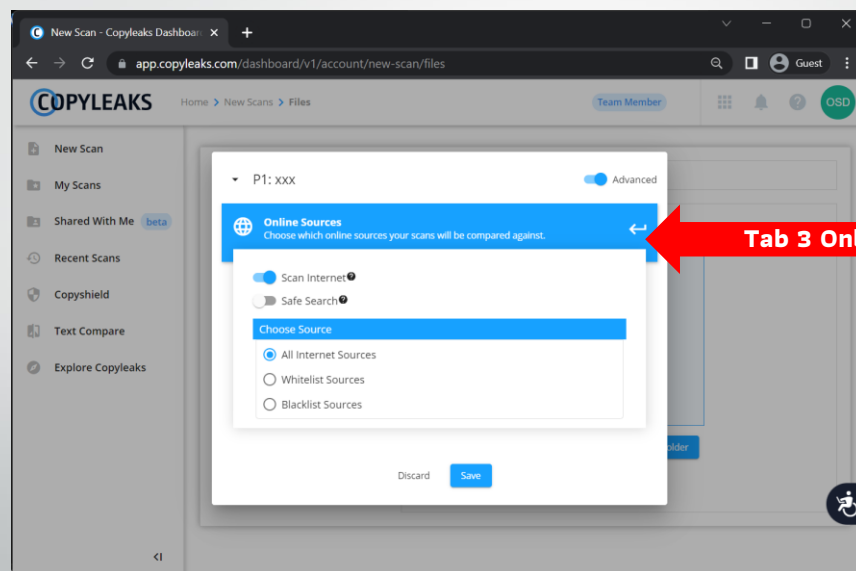 New Scan - Copyleaks Dashboar
app.copyleaks.com/dashboard/v1/account/new-scan/files
Guest
COPYLEAKS
Home > New Scans > Files
Team Member
OSD
New Scan
My Scans
Shared With Me beta
Recent Scans
Copyshield
Text Compare
Explore Copyleaks
P1: xxx
Advanced
Online Sources
Choose which online sources your scans will be compared against.
Tab 3 Onl
Scan Internet
Safe Search
Choose Source
All Internet Sources
Whitelist Sources
Blacklist Sources
older
Discard
Save